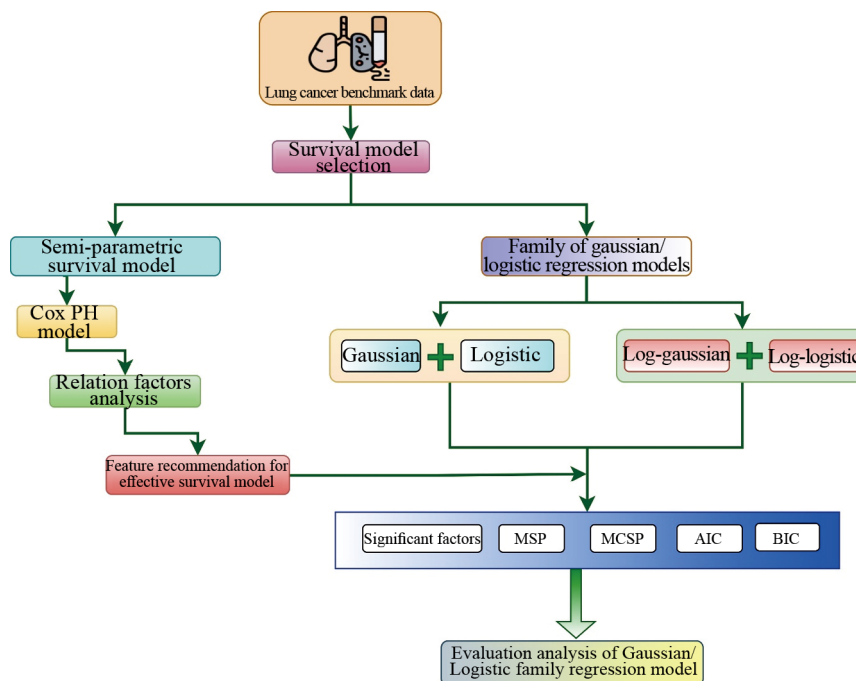 Lung cancer benchmark data
Survival model
selection
Semi-parametric
survival model
Family of gaussian/
logistic regression models
Cox PH
model
Gaussian
Logistic
Log-gaussian
Log-logistic
Relation factors
analysis
Feature recommendation for
effective survival model
Significant factors
MSP
MCSP
AIC
BIC
Evaluation analysis of Gaussian/
Logistic family regression model